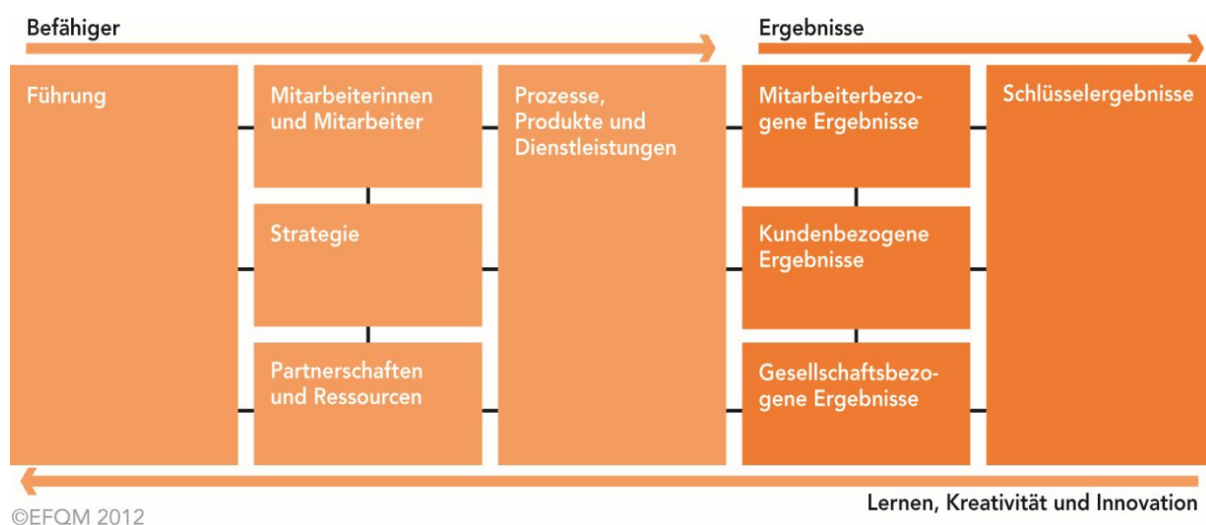 Befähiger
Ergebnisse
Führung
Mitarbeiterinnen
und Mitarbeiter
Prozesse,
Produkte und
Dienstleistungen
Mitarbeiterbezo-
gene Ergebnisse
Schlüsselergebnisse
Strategie
Kundenbezogene
Ergebnisse
Partnerschaften
und Ressourcen
Gesellschaftsbezo-
gene Ergebnisse
Lernen, Kreativität und Innovation
©EFQM 2012